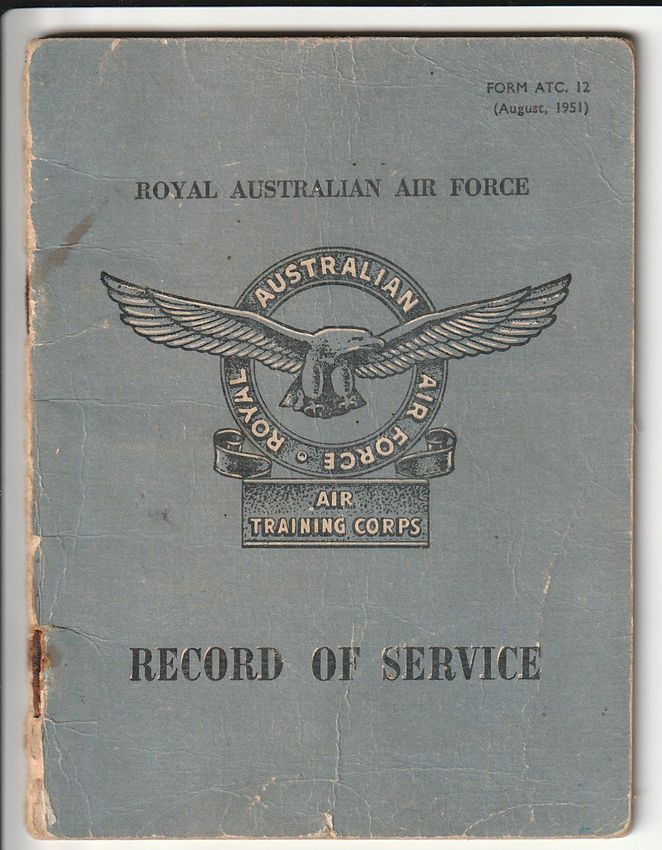 FORM ATC. 12
(August, 1951)
ROYAL AUSTRALIAN AIR FORCE
ROYAL AUSTRALIAN AIR FORCE
AIR
TRAINING CORPS
RECORD OF SERVICE